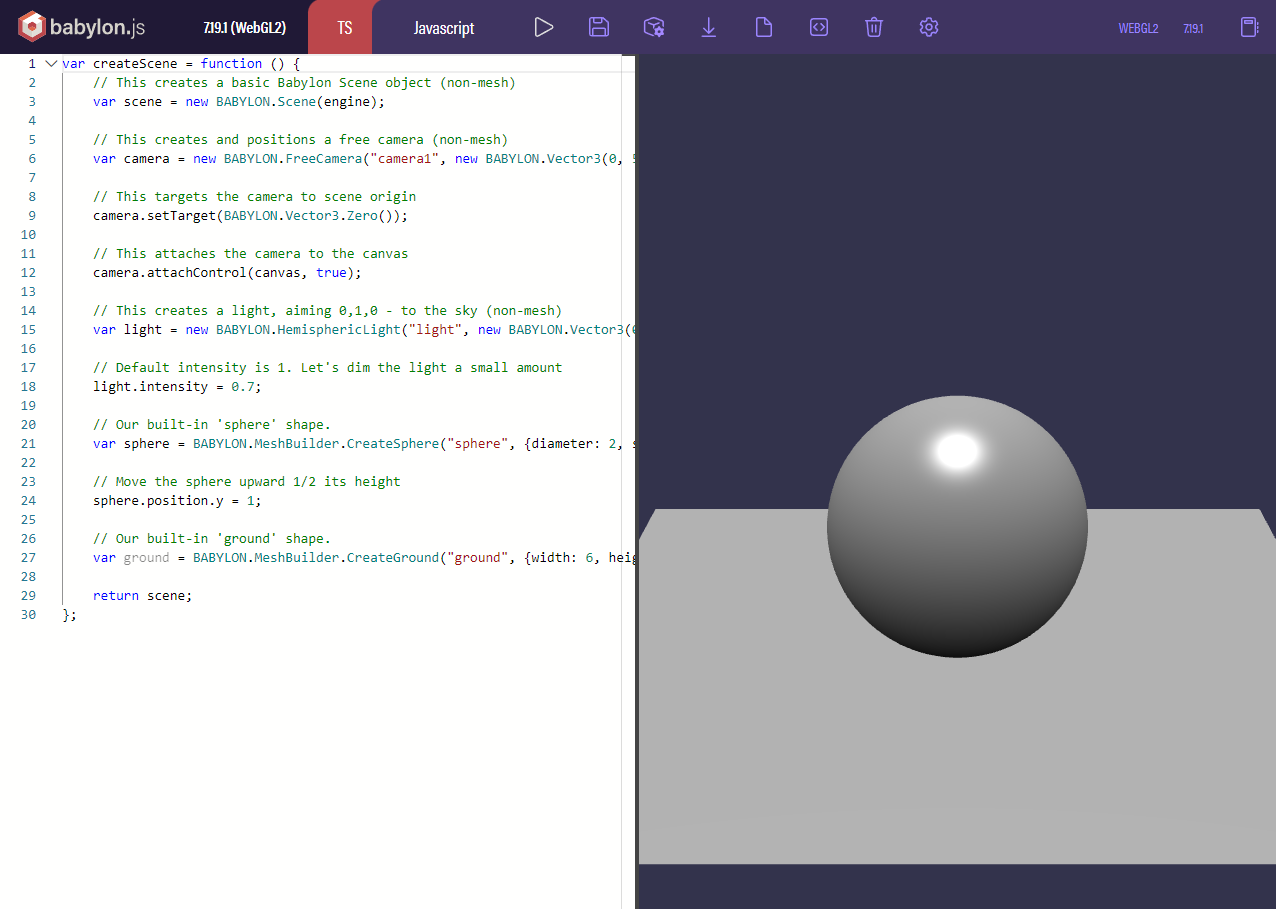 babylon.js 7.19.1 (WebGL2) TS Javascript WEBGL2 7.19.1
1 var createScene = function () {
2 // This creates a basic Babylon Scene object (non-mesh)
3 var scene = new BABYLON.Scene(engine);
4
5 // This creates and positions a free camera (non-mesh)
6 var camera = new BABYLON.FreeCamera("camera1", new BABYLON.Vector3(0,
7
8 // This targets the camera to scene origin
9 camera.setTarget(BABYLON.Vector3.Zero());
10
11 // This attaches the camera to the canvas
12 camera.attachControl(canvas, true);
13
14 // This creates a light, aiming 0,1,0 - to the sky (non-mesh)
15 var light = new BABYLON.HemisphericLight("light", new BABYLON.Vector3(
16
17 // Default intensity is 1. Let's dim the light a small amount
18 light.intensity = 0.7;
19
20 // Our built-in 'sphere' shape.
21 var sphere = BABYLON.MeshBuilder.CreateSphere("sphere", {diameter: 2,
22
23 // Move the sphere upward 1/2 its height
24 sphere.position.y = 1;
25
26 // Our built-in 'ground' shape.
27 var ground = BABYLON.MeshBuilder.CreateGround("ground", {width: 6, heig
28
29 return scene;
30 };